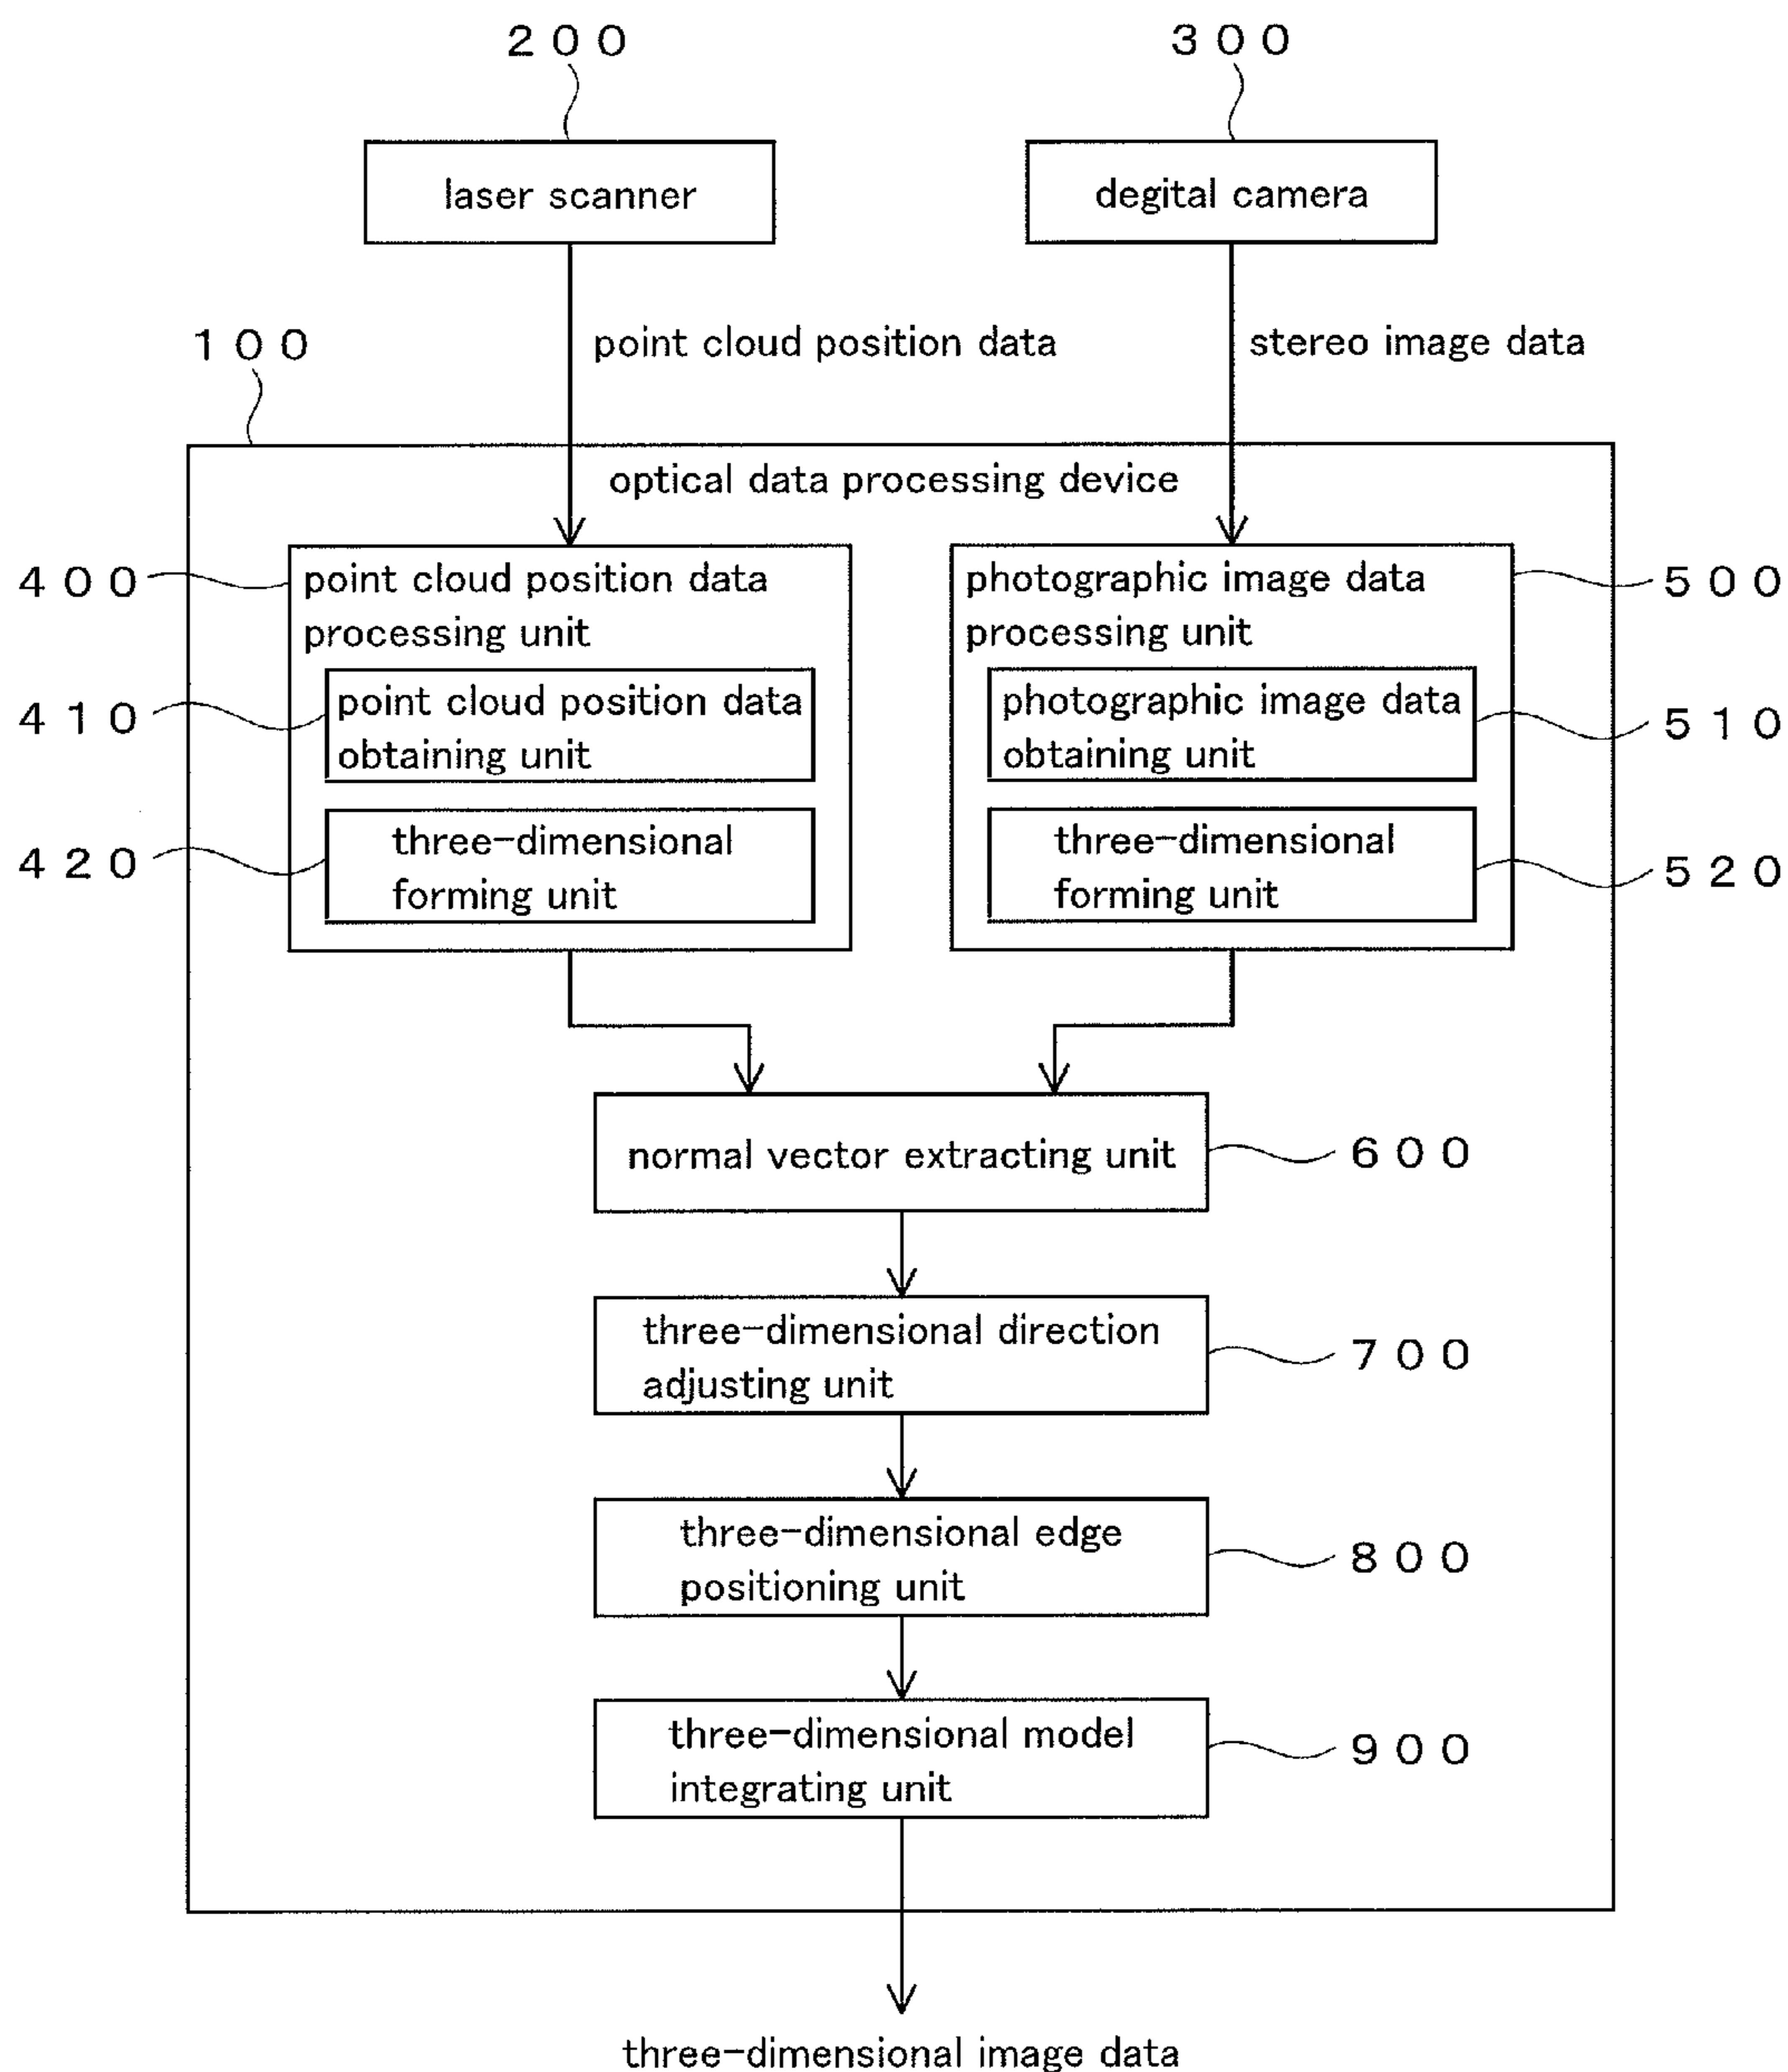 200
300
laser scanner
degital camera
100
point cloud position data
stereo image data
optical data processing device
400
point cloud position data
processing unit
410
point cloud position data
obtaining unit
420
three-dimensional
forming unit
photographic image data
processing unit
500
photographic image data
obtaining unit
510
three-dimensional
forming unit
520
normal vector extracting unit
600
three-dimensional direction
adjusting unit
700
three-dimensional edge
positioning unit
800
three-dimensional model
integrating unit
900
three-dimensional image data